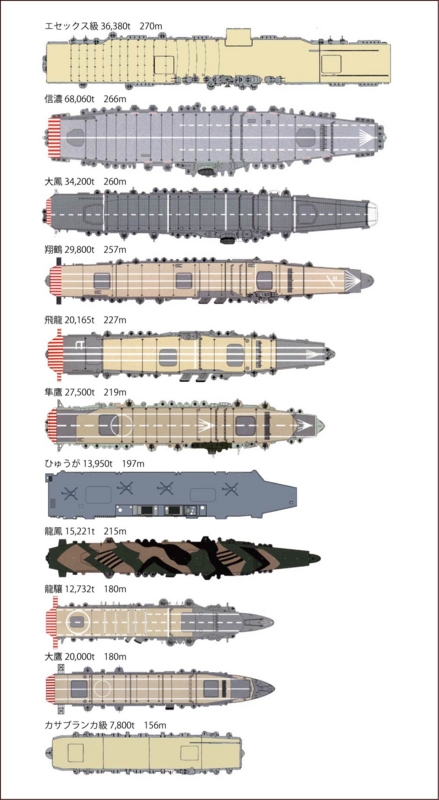 エセックス級 36,380t 270m
信濃 68,060t 266m
大鳳 34,200t 260m
翔鶴 29,800t 257m
飛龍 20,165t 227m
隼鷹 27,500t 219m
ひゅうが 13,950t 197m
龍鳳 15,221t 215m
龍驤 12,732t 180m
大鷹 20,000t 180m
カサブランカ級 7,800t 156m